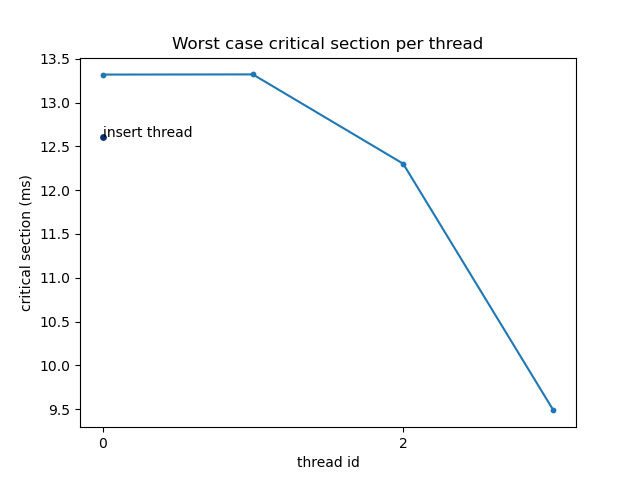 Worst case critical section per thread
13.5
13.0
12.5
12.0
11.5
11.0
10.5
10.0
9.5
critical section (ms)
insert thread
0
2
thread id